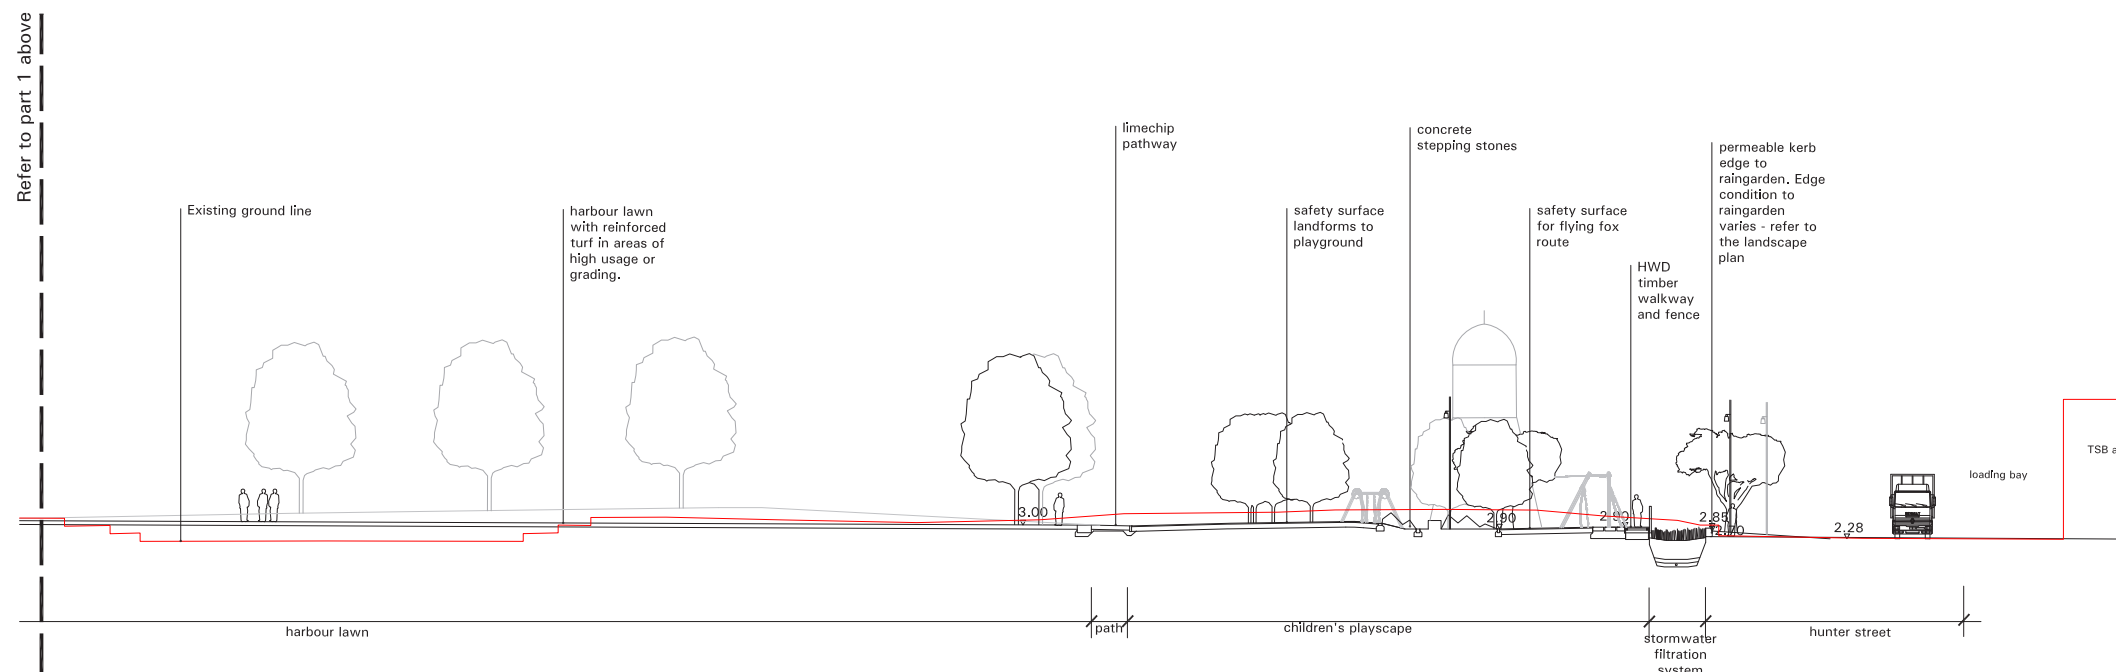 Refer to part 1 above
Existing ground line
harbour lawn
with reinforced
turf in areas of
high usage or
grading.
limechip
pathway
safety surface
landforms to
playground
concrete
stepping stones
safety surface
for flying fox
route
HWD
timber
walkway
and fence
permeable kerb
edge to
raingarden. Edge
condition to
raingarden
varies - refer to
the landscape
plan
3.00
2.90
2.85
2.28
loading bay
TSB a
harbour lawn
path
children's playscape
stormwater
filtration
system
hunter street